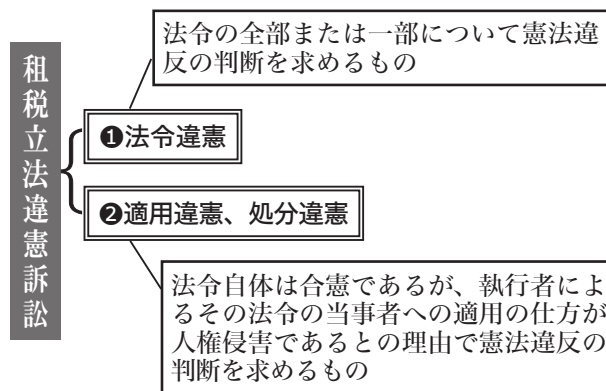 租税立法違憲訴訟
法令の全部または一部について憲法違
反の判断を求めるもの
❶法令違憲
❷適用違憲、処分違憲
法令自体は合憲であるが、執行者によ
るその法令の当事者への適用の仕方が
人権侵害であるとの理由で憲法違反の
判断を求めるもの